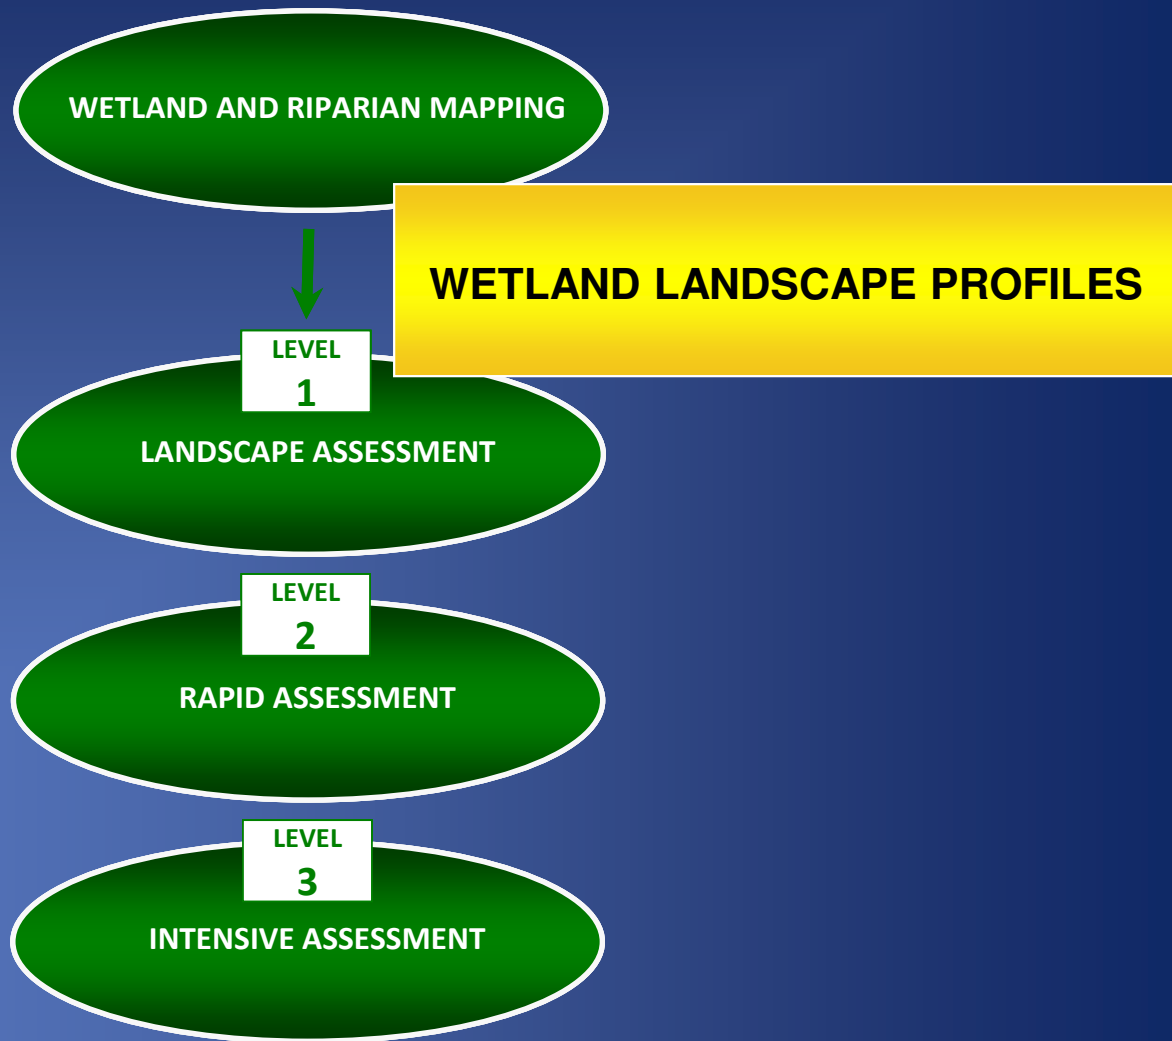 WETLAND AND RIPARIAN MAPPING
WETLAND LANDSCAPE PROFILES
LEVEL
1
LANDSCAPE ASSESSMENT
LEVEL
2
RAPID ASSESSMENT
LEVEL
3
INTENSIVE ASSESSMENT